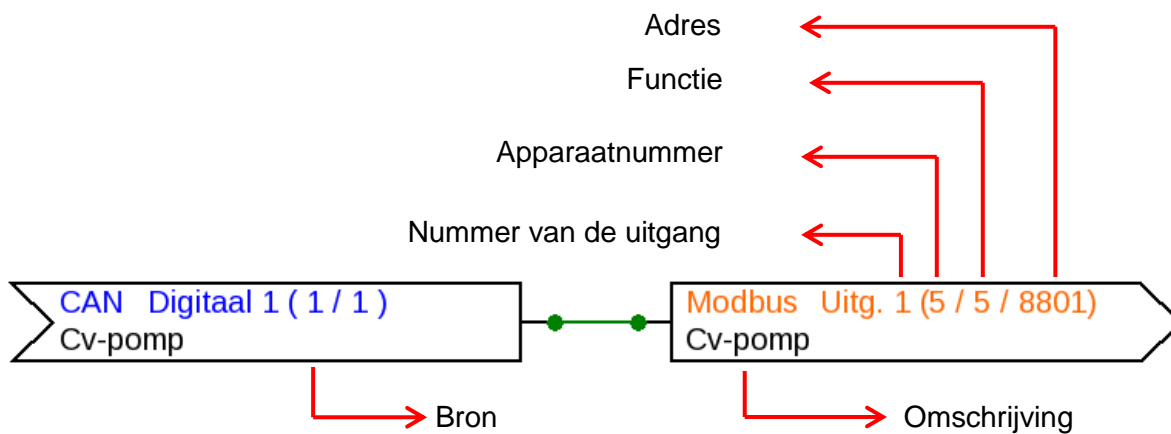 Adres
Functie
Apparaatnummer
Nummer van de uitgang
CAN Digitaal 1 ( 1 / 1 )
Cv-pomp
Modbus Uitg. 1 (5 / 5 / 8801)
Cv-pomp
Bron
Omschrijving